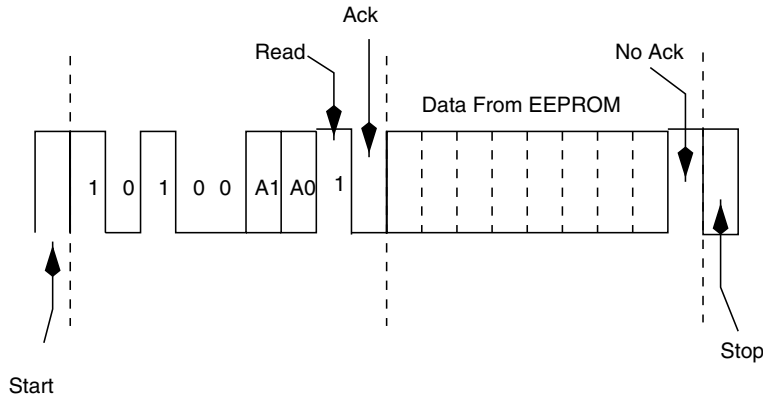 Ack
Read
No Ack
Data From EEPROM
1 0 1 0 0 A1 A0 1
Start
Stop